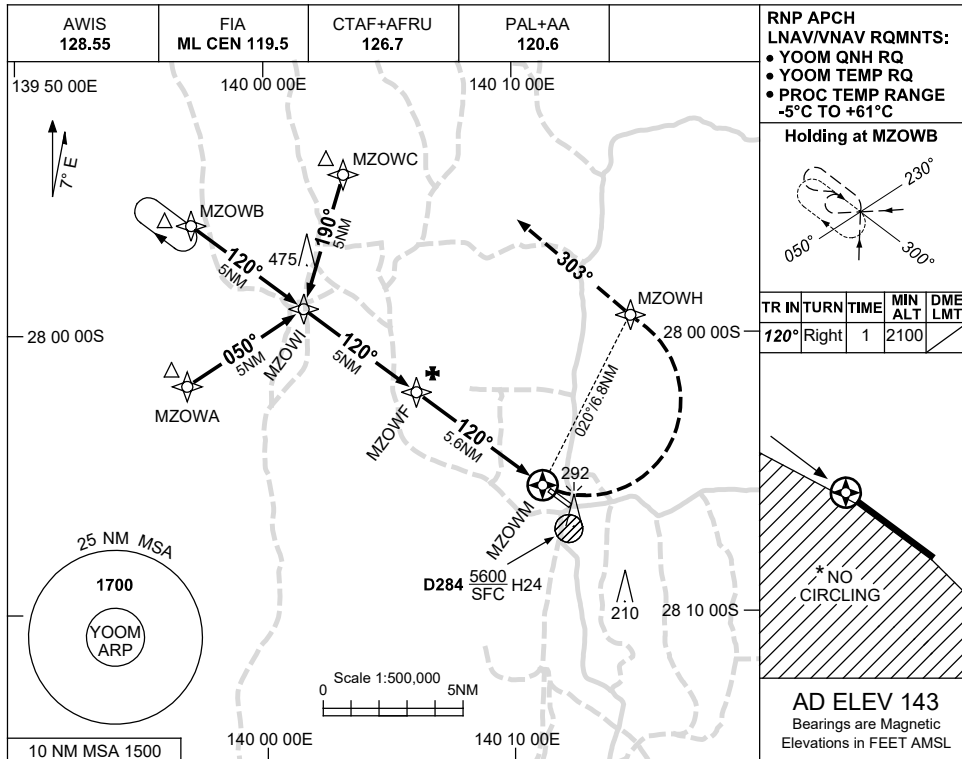 AWIS
128.55
FIA
ML CEN 119.5
CTAF+AFRU
126.7
PAL+AA
120.6
RNP APCH
LNAV/VNAV RQMNTS:
• YOOM QNH RQ
• YOOM TEMP RQ
• PROC TEMP RANGE
-5°C TO +61°C
139 50 00E
140 00 00E
140 10 00E
7° E
MZOWC
MZOWB
190°
5NM
475
120°
5NM
303°
MZOWH
28 00 00S
28 00 00S
050°
5NM
MZOWI
120°
5NM
MZOWA
MZOWF
120°
5.6NM
020°/6.8NM
292
MZOWM
D284 5600 H24
SFC
210
28 10 00S
25 NM MSA
1700
YOOM
ARP
Scale 1:500,000
0
5NM
10 NM MSA 1500
140 00 00E
140 10 00E
Holding at MZOWB
230°
050°
300°
TR IN TURN TIME MIN ALT DME LMT
120° Right 1 2100
* NO
CIRCLING
AD ELEV 143
Bearings are Magnetic
Elevations in FEET AMSL